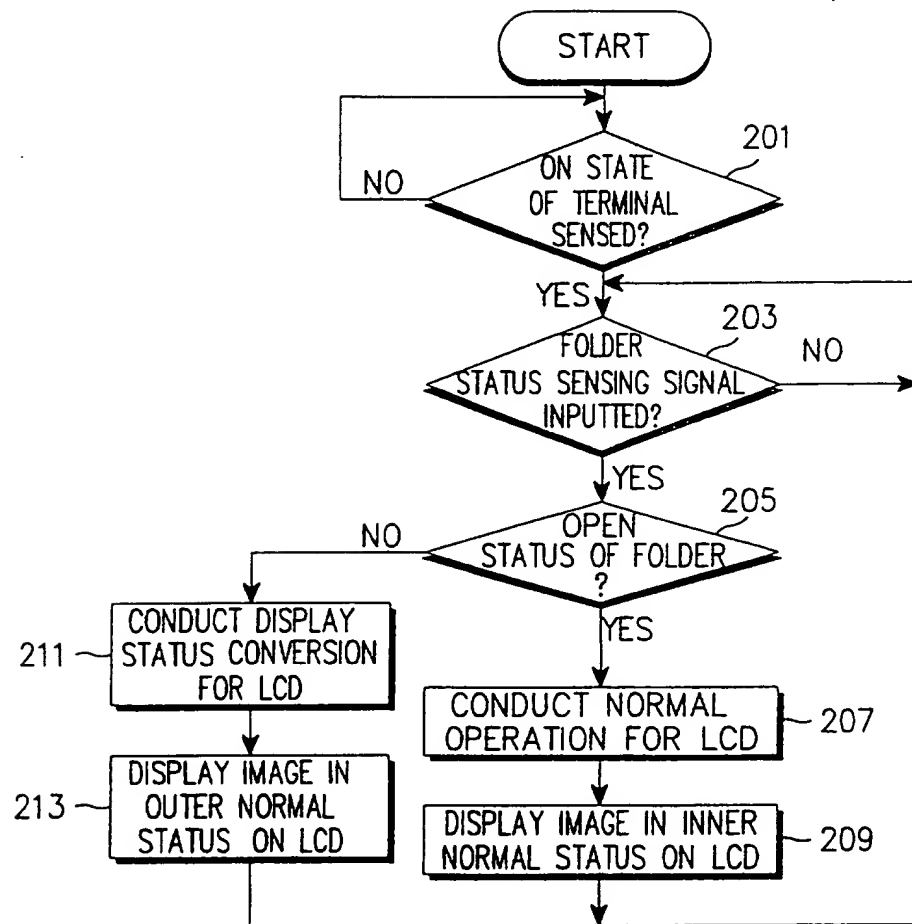 START
201
ON STATE
OF TERMINAL
SENSED?
NO
YES
203
FOLDER
STATUS SENSING SIGNAL
INPUTTED?
NO
YES
205
OPEN
STATUS OF FOLDER
?
NO
YES
211
CONDUCT DISPLAY
STATUS CONVERSION
FOR LCD
CONDUCT NORMAL
OPERATION FOR LCD
207
213
DISPLAY IMAGE IN
OUTER NORMAL
STATUS ON LCD
DISPLAY IMAGE IN INNER
NORMAL STATUS ON LCD
209